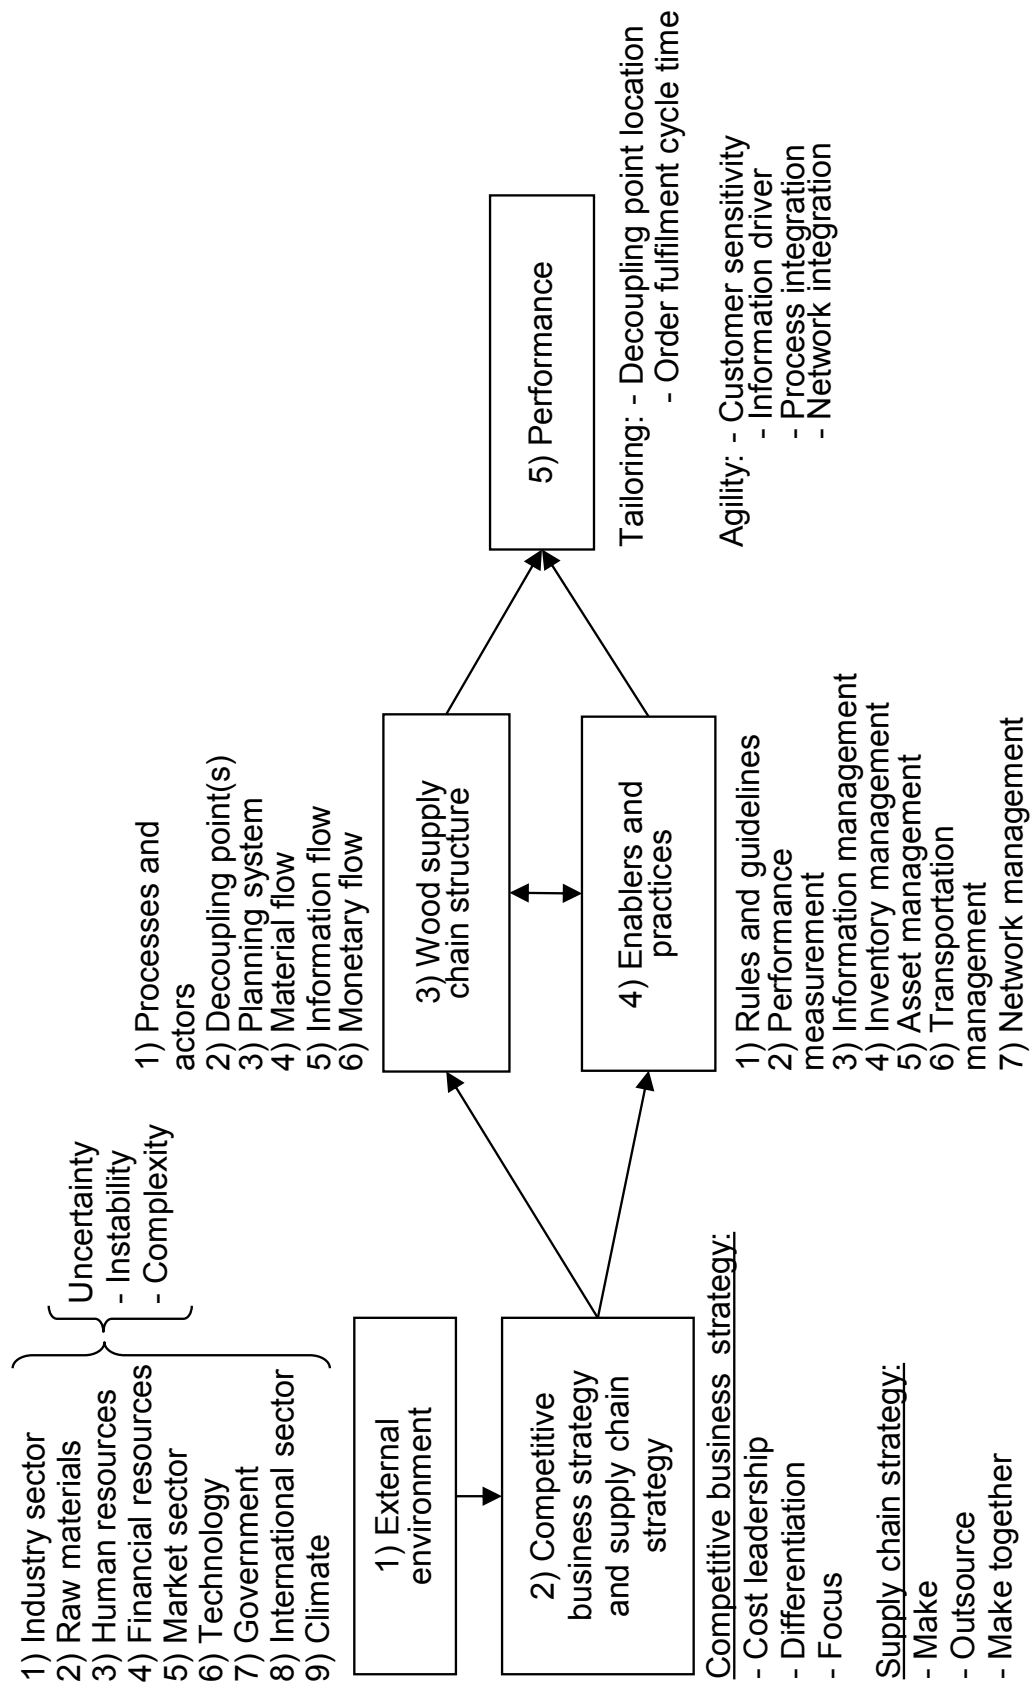 1) Industry sector
2) Raw materials
3) Human resources
4) Financial resources
5) Market sector
6) Technology
7) Government
8) International sector
9) Climate
Uncertainty
- Instability
- Complexity
1) External
environment
2) Competitive
business strategy
and supply chain
strategy
Competitive business strategy:
- Cost leadership
- Differentiation
- Focus
Supply chain strategy:
- Make
- Outsource
- Make together
1) Processes and
actors
2) Decoupling point(s)
3) Planning system
4) Material flow
5) Information flow
6) Monetary flow
3) Wood supply
chain structure
4) Enablers and
practices
1) Rules and guidelines
2) Performance
measurement
3) Information management
4) Inventory management
5) Asset management
6) Transportation
management
7) Network management
5) Performance
Tailoring: - Decoupling point location
- Order fulfilment cycle time
Agility: - Customer sensitivity
- Information driver
- Process integration
- Network integration